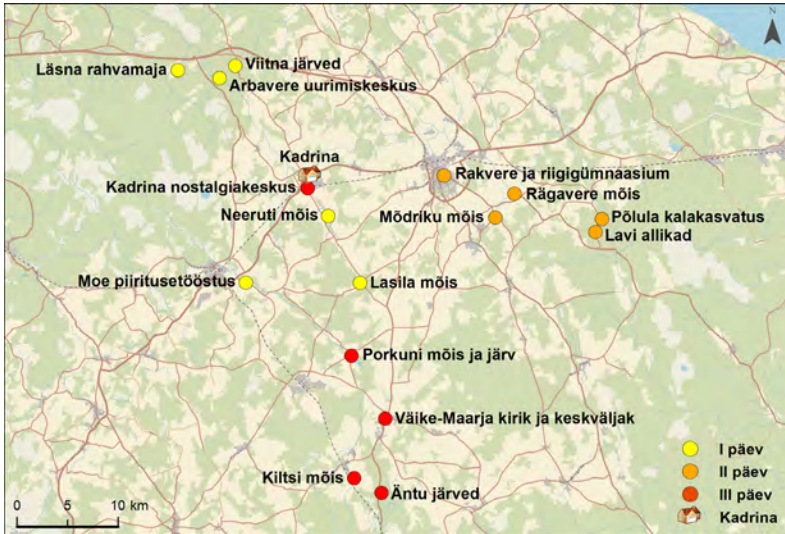 N
Viitna järved
Läsna rahvamaja
Arbavere uurimiskeskus
Kadrina
Rakvere ja riigigümnaasium
Kadrina nostalgiakeskus
Rägavere mõis
Neeruti mõis
Mõdriku mõis
Põlula kalakasvatus
Lavi allikad
Moe piiritusetööstus
Lasila mõis
Porkuni mõis ja järv
Väike-Maarja kirik ja keskväljak
Kiltsi mõis
Äntu järved
I päev
II päev
III päev
Kadrina
0 5 10 km